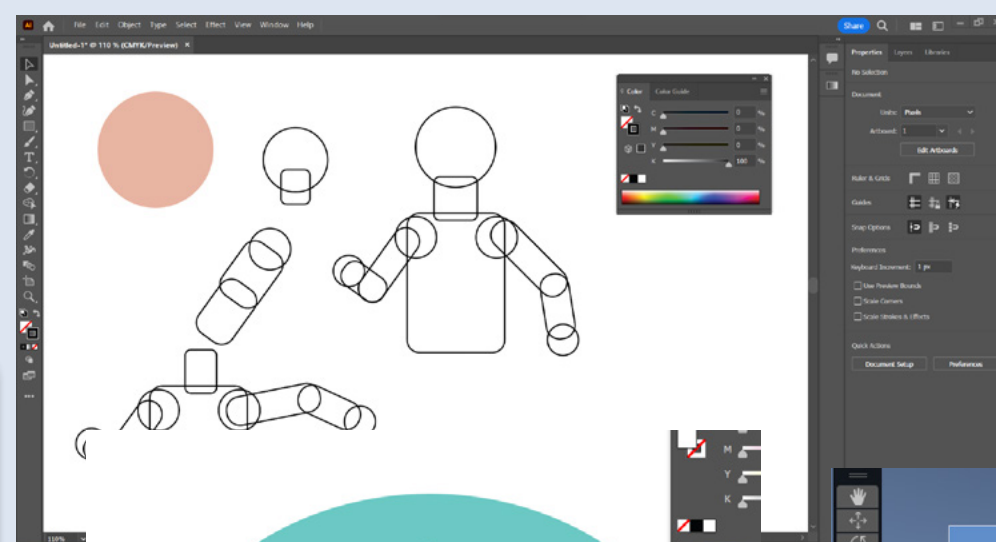 Ai File Edit Object Type Select Effect View Window Help Share
Untitled-1* @ 110 % (CMYK/Preview) ×
Properties Layers Libraries
No Selection
Document
Units: Pixels
Artboard: 1
Edit Artboards
Ruler & Grids
Guides
Snap Options
Preferences
Keyboard Increment: 1 px
Use Preview Bounds
Scale Corners
Scale Strokes & Effects
Quick Actions
Document Setup Preferences
Color Color Guide
C 0 %
M 0 %
Y 0 %
K 100 %
M
Y
K
110%